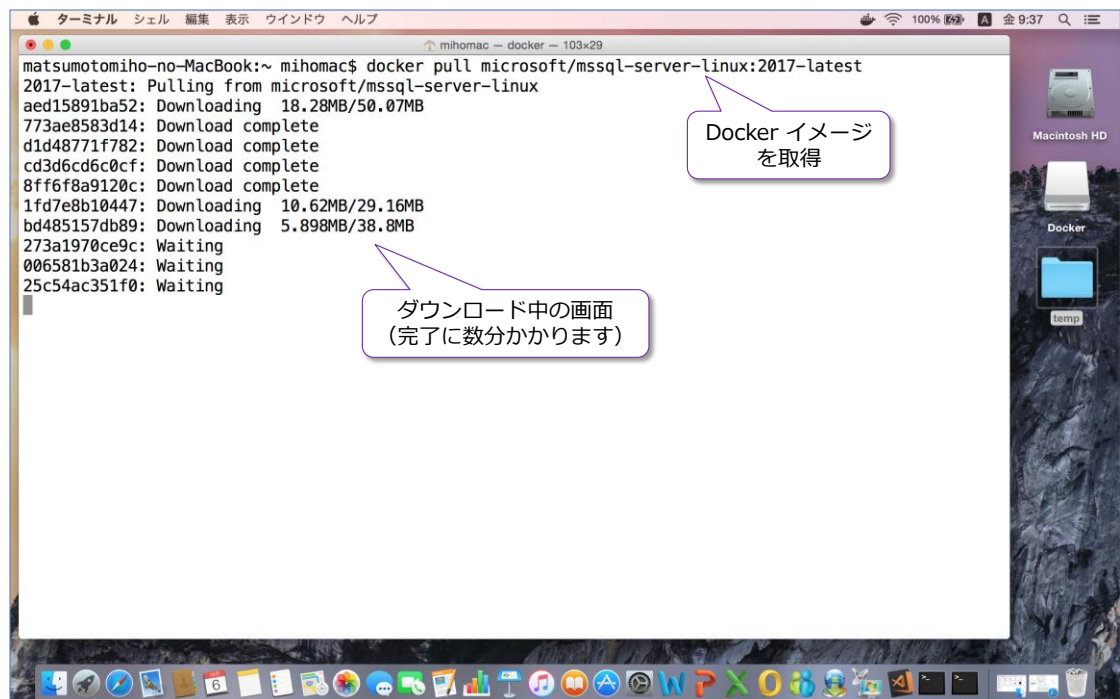 ターミナル シェル 編集 表示 ウインドウ ヘルプ 100% A 金 9:37
mihomac — docker — 103×29
matsumotomiho-no-MacBook:~ mihomac$ docker pull microsoft/mssql-server-linux:2017-latest
2017-latest: Pulling from microsoft/mssql-server-linux
aed15891ba52: Downloading 18.28MB/50.07MB
773ae8583d14: Download complete
d1d48771f782: Download complete
cd3d6cd6c0cf: Download complete
8ff6f8a9120c: Download complete
1fd7e8b10447: Downloading 10.62MB/29.16MB
bd485157db89: Downloading 5.898MB/38.8MB
273a1970ce9c: Waiting
006581b3a024: Waiting
25c54ac351f0: Waiting
Docker イメージ
を取得
ダウンロード中の画面
（完了に数分かかります）
Macintosh HD
Docker
temp
6